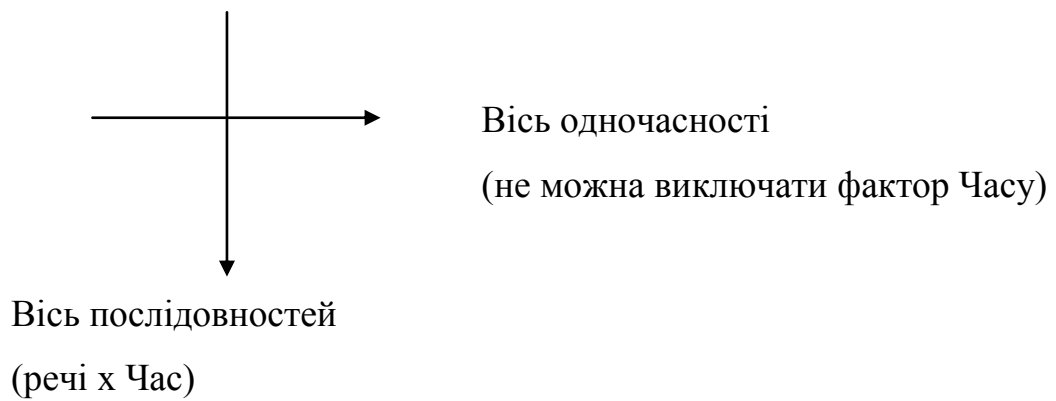 Вісь одночасності
(не можна виключати фактор Часу)
Вісь послідовностей
(речі x Час)